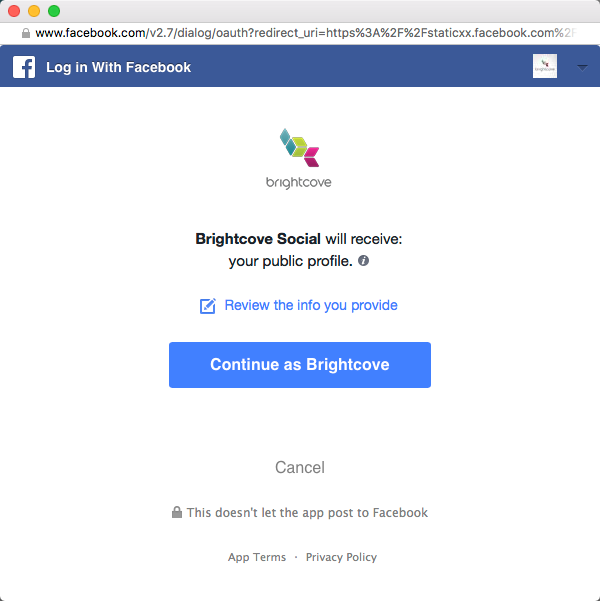 www.facebook.com/v2.7/dialog/oauth?redirect_uri=https%3A%2F%2Fstaticxx.facebook.com%2F
f Log in With Facebook
brightcove
brightcove
Brightcove Social will receive:
your public profile. i
Review the info you provide
Continue as Brightcove
Cancel
This doesn't let the app post to Facebook
App Terms · Privacy Policy